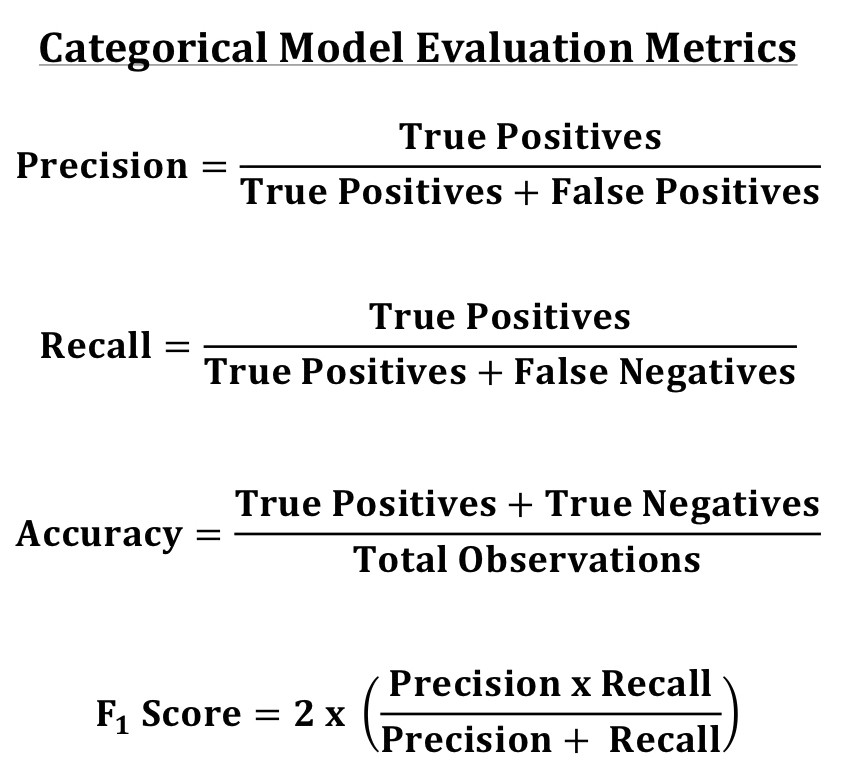 Categorical Model Evaluation Metrics
True Positives
Precision =
True Positives + False Positives
True Positives
Recall =
True Positives + False Negatives
True Positives + True Negatives
Accuracy =
Total Observations
Precision x Recall
F₁ Score = 2 x ( )
Precision + Recall